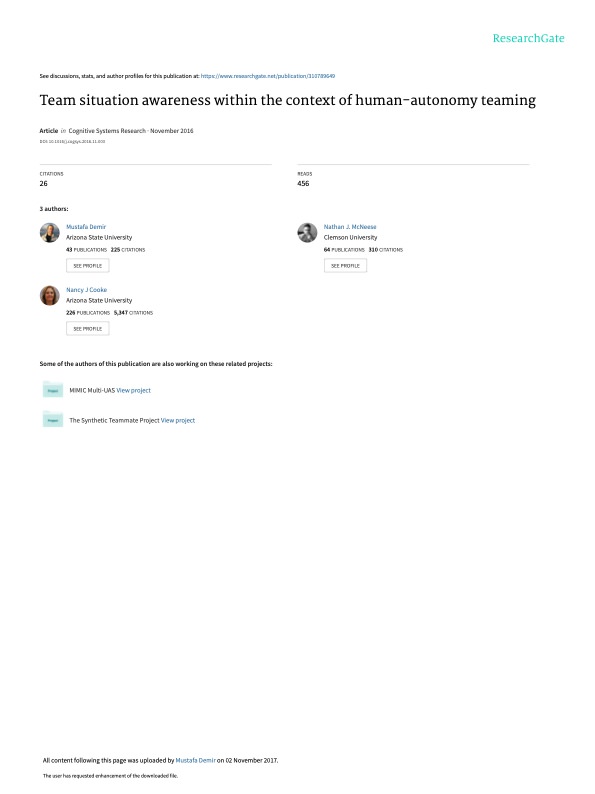 ResearchGate
See discussions, stats, and author profiles for this publication at: https://www.researchgate.net/publication/310789649
Team situation awareness within the context of human-autonomy teaming
Article in Cognitive Systems Research · November 2016
DOI: 10.1016/j.cogsys.2016.11.003
CITATIONS
26
READS
456
3 authors:
Mustafa Demir
Arizona State University
43 PUBLICATIONS 225 CITATIONS
SEE PROFILE
Nathan J. McNeese
Clemson University
64 PUBLICATIONS 310 CITATIONS
SEE PROFILE
Nancy J Cooke
Arizona State University
226 PUBLICATIONS 5,347 CITATIONS
SEE PROFILE
Some of the authors of this publication are also working on these related projects:
Project
MIMIC Multi-UAS View project
Project
The Synthetic Teammate Project View project
All content following this page was uploaded by Mustafa Demir on 02 November 2017.
The user has requested enhancement of the downloaded file.